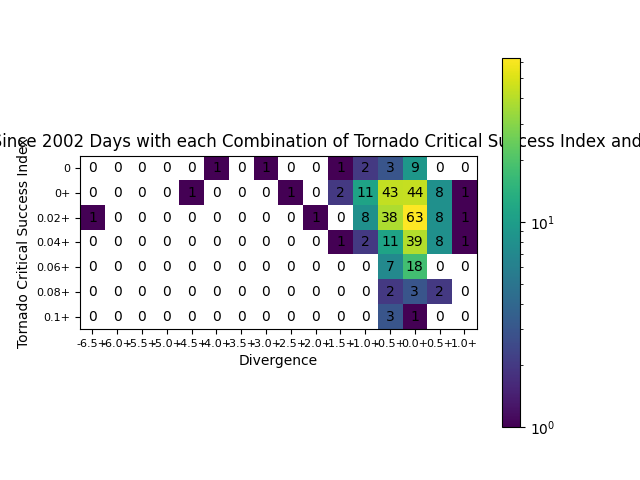 Since 2002 Days with each Combination of Tornado Critical Success Index and
Tornado Critical Success Index
0 0 0 0 0 0 1 0 1 0 0 1 2 3 9 0 0
0+ 0 0 0 0 1 0 0 0 1 0 2 11 43 44 8 1
0.02+ 1 0 0 0 0 0 0 0 0 1 0 8 38 63 8 1
0.04+ 0 0 0 0 0 0 0 0 0 0 1 2 11 39 8 1
0.06+ 0 0 0 0 0 0 0 0 0 0 0 0 7 18 0 0
0.08+ 0 0 0 0 0 0 0 0 0 0 0 0 2 3 2 0
0.1+ 0 0 0 0 0 0 0 0 0 0 0 0 3 1 0 0
-6.5+ -6.0+ -5.5+ -5.0+ -4.5+ -4.0+ -3.5+ -3.0+ -2.5+ -2.0+ -1.5+ -1.0+ -0.5+ 0.0+ 0.5+ 1.0+
Divergence
10¹
10⁰